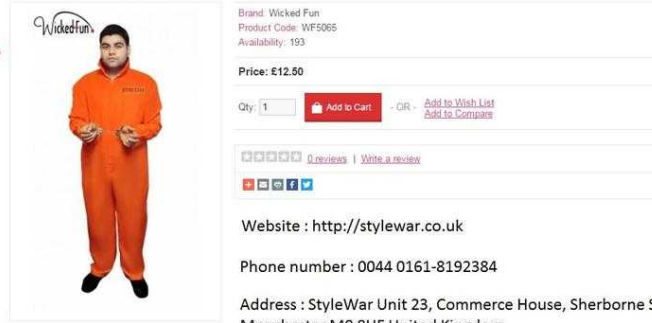 Wickedfun.
Brand: Wicked Fun
Product Code: WF5065
Availability: 193
Price: £12.50
Qty: 1 Add to Cart - OR - Add to Wish List
Add to Compare
0 reviews | Write a review
Website : http://stylewar.co.uk
Phone number : 0044 0161-8192384
Address : StyleWar Unit 23, Commerce House, Sherborne S